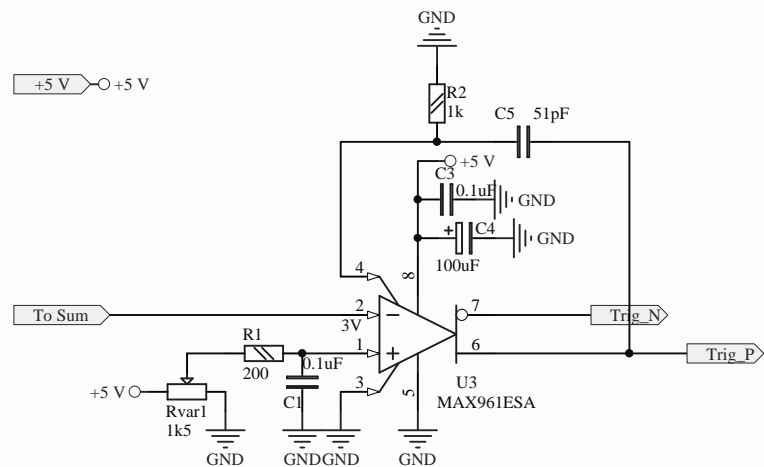 GND
+5 V
+5 V
R2
1k
C5
51pF
+5 V
C3
0.1uF
GND
+
C4
GND
100uF
8
4
To Sum
2
3V
7
Trig_N
R1
1
0.1uF
6
Trig_P
200
+5 V
Rvar1
1k5
C1
3
5
U3
MAX961ESA
GND
GND
GND
GND